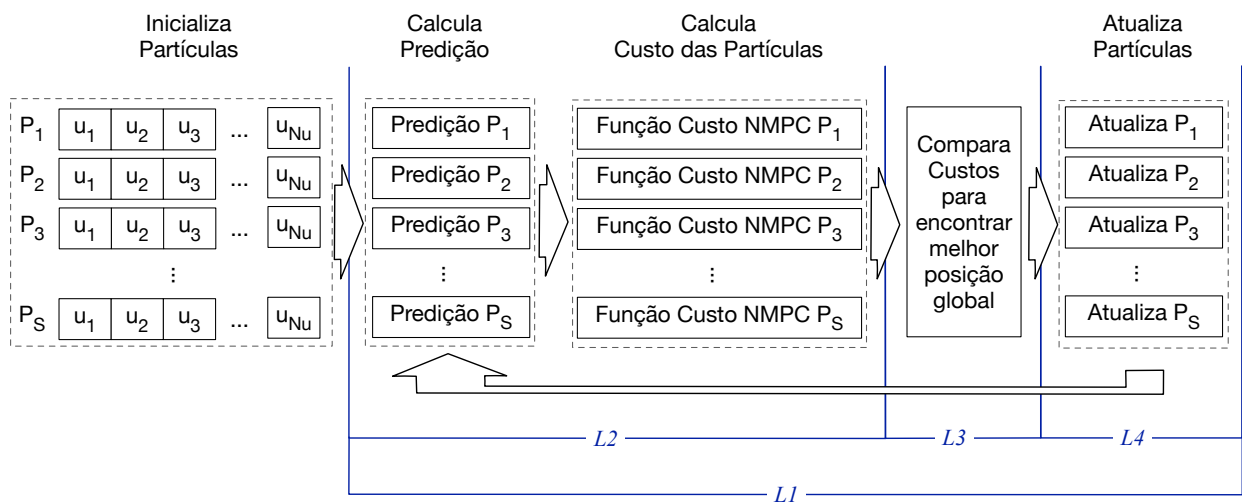 Inicializa
Partículas
Calcula
Predição
Calcula
Custo das Partículas
Atualiza
Partículas
P1 u1 u2 u3 ... uNu
P2 u1 u2 u3 ... uNu
P3 u1 u2 u3 ... uNu
⋮
PS u1 u2 u3 ... uNu
Predição P1
Predição P2
Predição P3
⋮
Predição PS
Função Custo NMPC P1
Função Custo NMPC P2
Função Custo NMPC P3
⋮
Função Custo NMPC PS
Compara
Custos
para
encontrar
melhor
posição
global
Atualiza P1
Atualiza P2
Atualiza P3
⋮
Atualiza PS
L2
L3
L4
L1